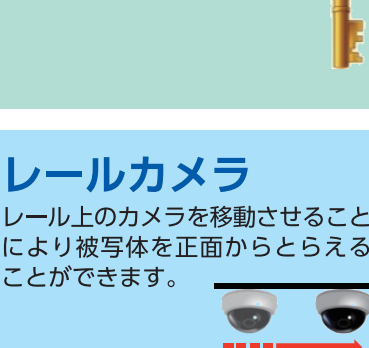 レールカメラ
レール上のカメラを移動させること
により被写体を正面からとらえる
ことができます。